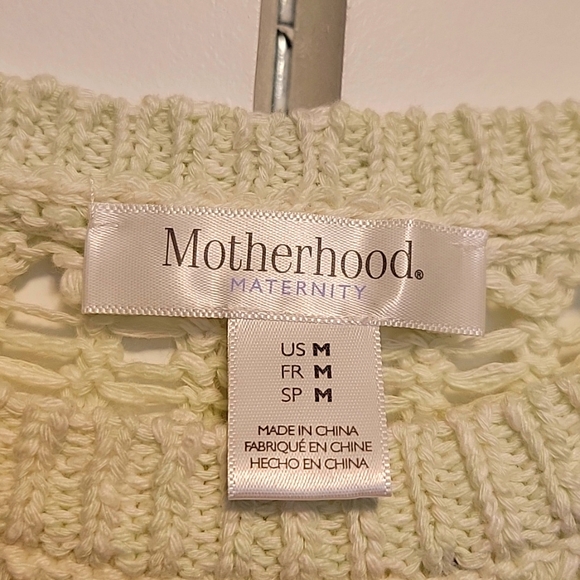 Motherhood®
MATERNITY
US M
FR M
SP M
MADE IN CHINA
FABRIQUÉ EN CHINE
HECHO EN CHINA